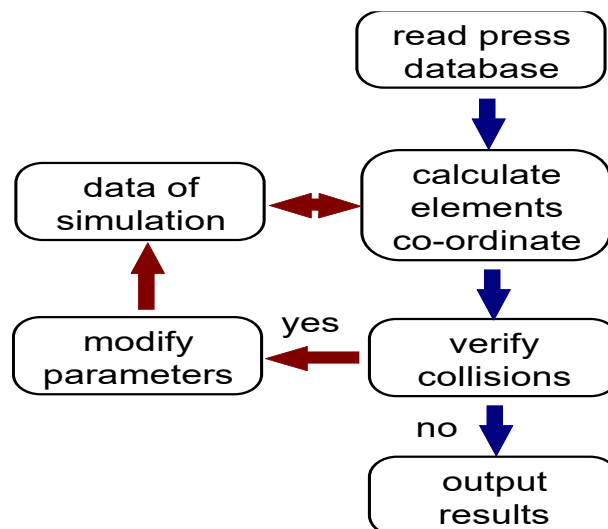 read press
database
data of
simulation
calculate
elements
co-ordinate
yes
modify
parameters
verify
collisions
no
output
results